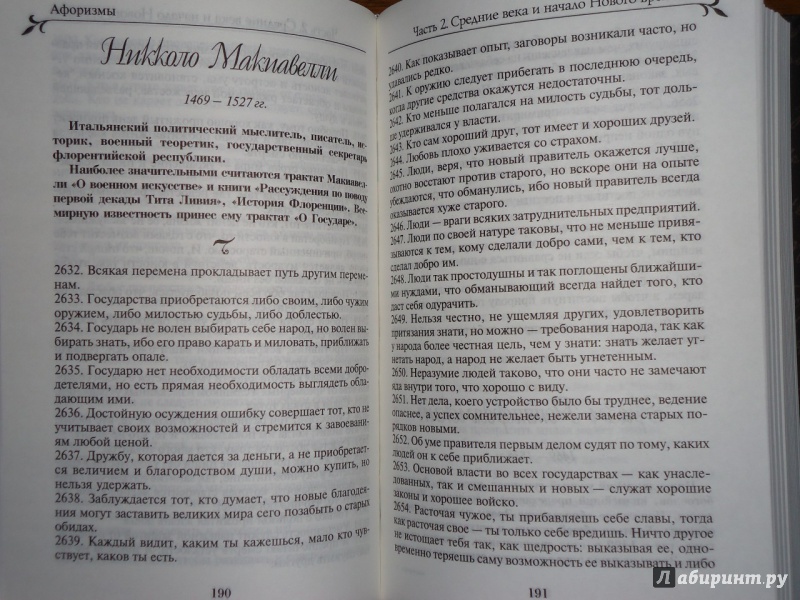 Афоризмы
Никколо Макиавелли
1469 – 1527 гг.
Итальянский политический мыслитель, писатель, ис-
торик, военный теоретик, государственный секретарь
флорентийской республики.
Наиболее значительными считаются трактат Макиавел-
ли «О военном искусстве» и книги «Рассуждения по поводу
первой декады Тита Ливия», «История Флоренции». Все-
мирную известность принес ему трактат «О Государе».
2632. Всякая перемена прокладывает путь другим переме-
нам.
2633. Государства приобретаются либо своим, либо чужим
оружием, либо милостью судьбы, либо доблестью.
2634. Государь не волен выбирать себе народ, но волен вы-
бирать знать, ибо его право карать и миловать, приближать
и подвергать опале.
2635. Государю нет необходимости обладать всеми добро-
детелями, но есть прямая необходимость выглядеть обла-
дающим ими.
2636. Достойную осуждения ошибку совершает тот, кто не
учитывает своих возможностей и стремится к завоевани-
ям любой ценой.
2637. Дружбу, которая дается за деньги, а не приобретает-
ся величием и благородством души, можно купить, но
нельзя удержать.
2638. Заблуждается тот, кто думает, что новые благодея-
ния могут заставить великих мира сего позабыть о старых
обидах.
2639. Каждый видит, каким ты кажешься, мало кто чув-
ствует, каков ты есть.
190
Часть 2. Средние века и начало Нового вре
2640. Как показывает опыт, заговоры возникали часто, но
удавались редко.
2641. К оружию следует прибегать в последнюю очередь,
когда другие средства окажутся недостаточны.
2642. Кто меньше полагался на милость судьбы, тот доль-
ше удерживался у власти.
2643. Кто сам хороший друг, тот имеет и хороших друзей.
2644. Любовь плохо уживается со страхом.
2645. Люди, веря, что новый правитель окажется лучше,
охотно восстают против старого, но вскоре они на опыте
убеждаются, что обманулись, ибо новый правитель всегда
оказывается хуже старого.
2646. Люди – враги всяких затруднительных предприятий.
2647. Люди по своей натуре таковы, что не меньше привя-
зываются к тем, кому сделали добро сами, чем к тем, кто
сделал добро им.
2648. Люди так простодушны и так поглощены ближайши-
ми нуждами, что обманывающий всегда найдет того, кто
даст себя одурачить.
2649. Нельзя честно, не ущемляя других, удовлетворить
притязания знати, но можно — требования народа, так как
у народа более честная цель, чем у знати: знать желает уг-
нетать народ, а народ не желает быть угнетенным.
2650. Неразумие людей таково, что они часто не замечают
яда внутри того, что хорошо с виду.
2651. Нет дела, коего устройство было бы труднее, ведение
опаснее, а успех сомнительнее, нежели замена старых по-
рядков новыми.
2652. Об уме правителя первым делом судят по тому, каких
людей он к себе приближает.
2653. Основой власти во всех государствах — как унасле-
дованных, так и смешанных и новых – служат хорошие
законы и хорошее войско.
2654. Расточая чужое, ты прибавляешь себе славы, тогда
как расточая свое — ты только себе вредишь. Ничто другое
не истощает тебя так, как щедрость: выказывая ее, одно-
временно теряешь саму возможность ее выказывать и либо
191
Лабиринт.ру